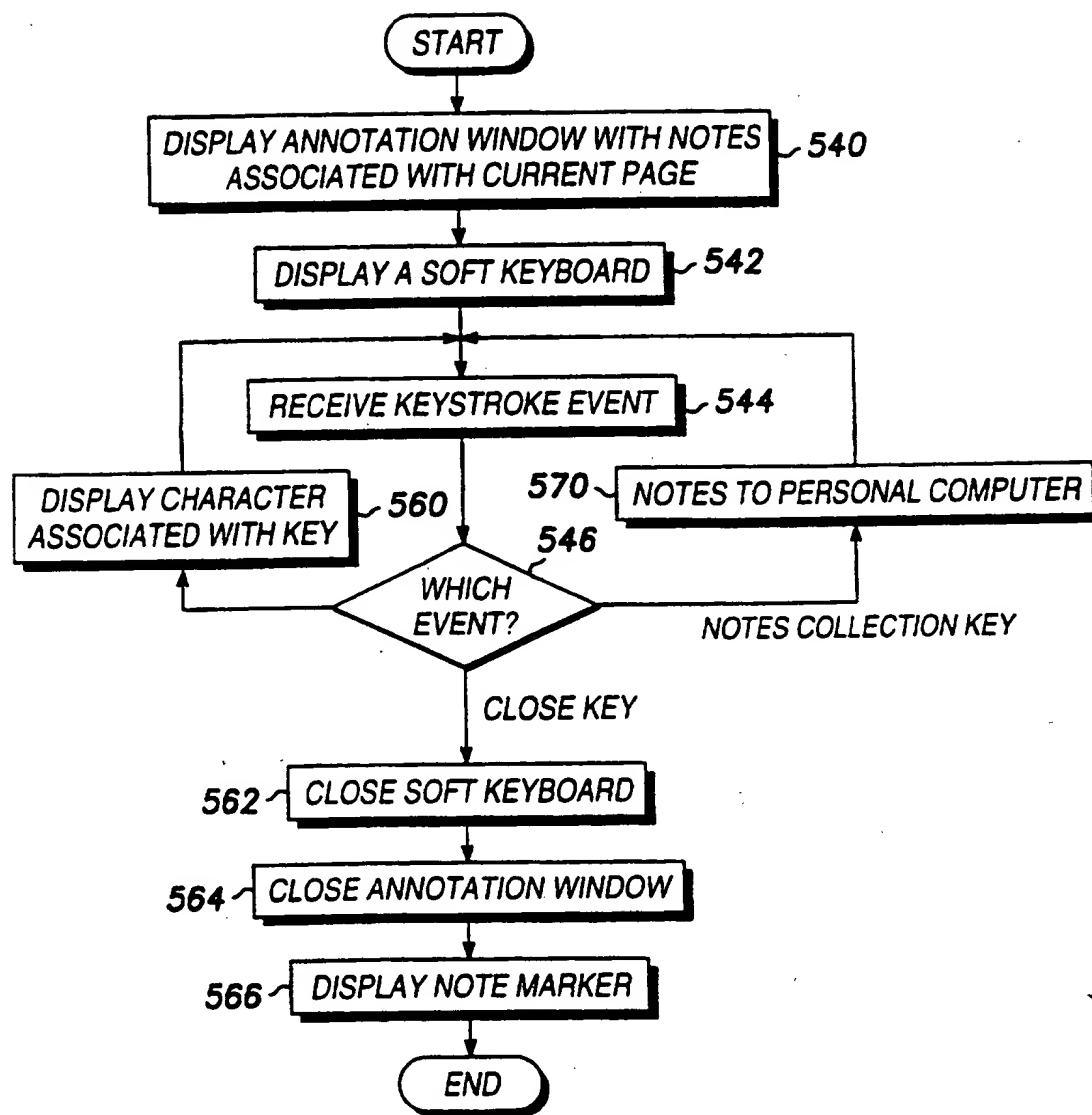 START
DISPLAY ANNOTATION WINDOW WITH NOTES
ASSOCIATED WITH CURRENT PAGE
540
DISPLAY A SOFT KEYBOARD
542
RECEIVE KEYSTROKE EVENT
544
DISPLAY CHARACTER
ASSOCIATED WITH KEY
560
570
NOTES TO PERSONAL COMPUTER
546
WHICH
EVENT?
NOTES COLLECTION KEY
CLOSE KEY
562
CLOSE SOFT KEYBOARD
564
CLOSE ANNOTATION WINDOW
566
DISPLAY NOTE MARKER
END